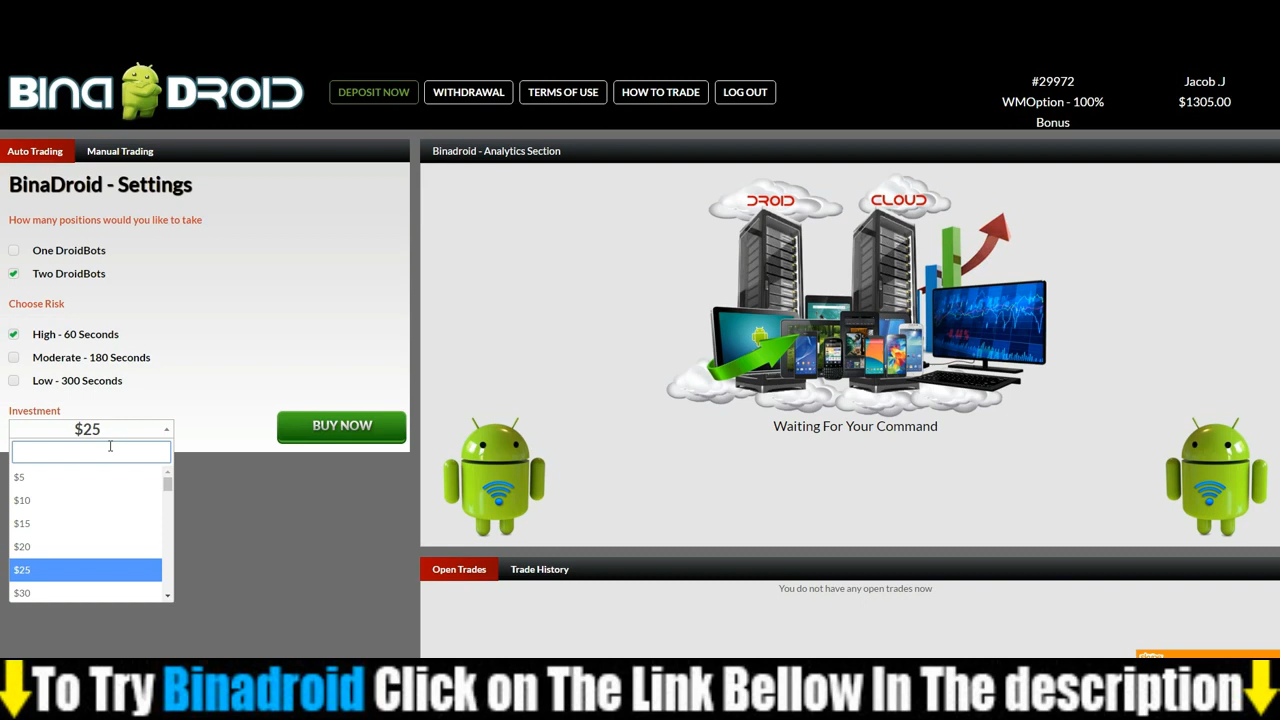 BINADROID
DEPOSIT NOW
WITHDRAWAL
TERMS OF USE
HOW TO TRADE
LOG OUT
#29972
WMOption - 100%
Bonus
Jacob .J
$1305.00
Auto Trading
Manual Trading
BinaDroid - Settings
How many positions would you like to take
One DroidBots
Two DroidBots
Choose Risk
High - 60 Seconds
Moderate - 180 Seconds
Low - 300 Seconds
Investment
$25
BUY NOW
$5
$10
$15
$20
$25
$30
Binadroid - Analytics Section
DROID
CLOUD
Waiting For Your Command
Open Trades
Trade History
You do not have any open trades now
To Try Binadroid Click on The Link Bellow In The description